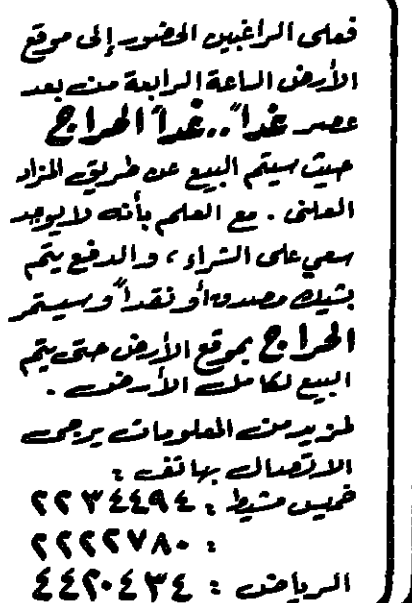 فعلى الراغبين الحضور إلى موقع
الأرض الساعة الرابعة من بعد
عصر غداً .. غداً الحراج
حيث سيتم البيع عن طريق المزاد
العلني . مع العلم بأنه لا يوجد
سعي على الشراء ، والدفع يتم
بشيك مصدق أو نقداً وسيستمر
الحراج بموقع الأرض حتى يتم
البيع لكامل الأرض .
لمزيد من المعلومات يرجى
الاتصال بهاتف :
خميس مشيط : ٢٢٣٤٤٩٤
: ٢٢٢٢٧٨٠
الرياض : ٤٤٢٠٤٣٤